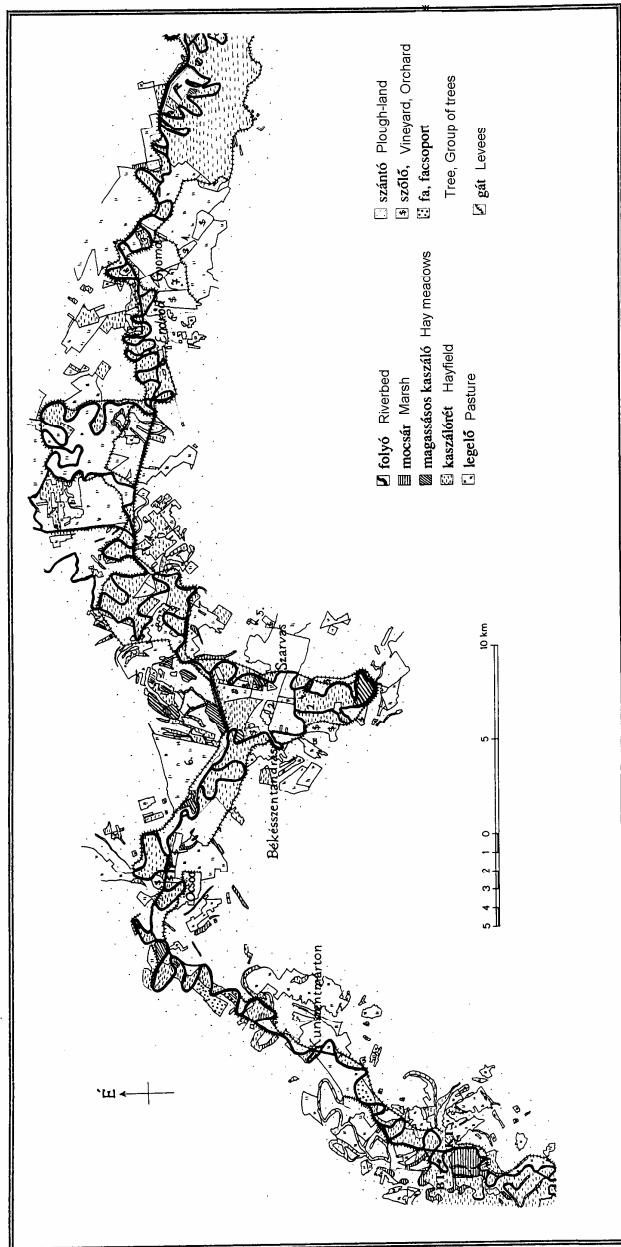 É
Gyoma
Endrőd
Szarvas
Békésszentandrás
Öcsöd
Kunszentmárton
folyó Riverbed
mocsár Marsh
magassásos kaszáló Hay meacows
kaszálórét Hayfield
legelő Pasture
szántó Plough-land
szőlő, Vineyard, Orchard
fa, facsoport
Tree, Group of trees
gát Levees
5 4 3 2 1 0 5 10 km